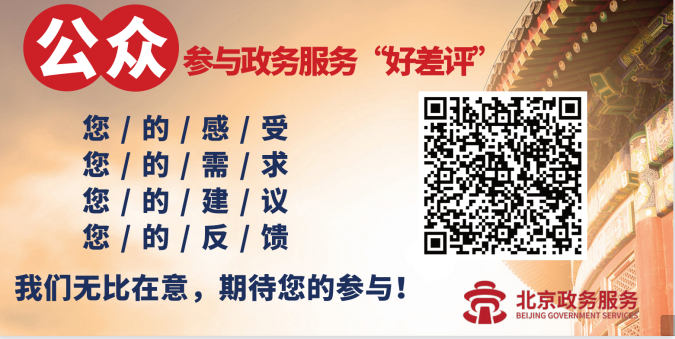 公众参与政务服务“好差评”
您/的/感/受
您/的/需/求
您/的/建/议
您/的/反/馈
我们无比在意，期待您的参与！
北京政务服务
BEIJING GOVERNMENT SERVICES